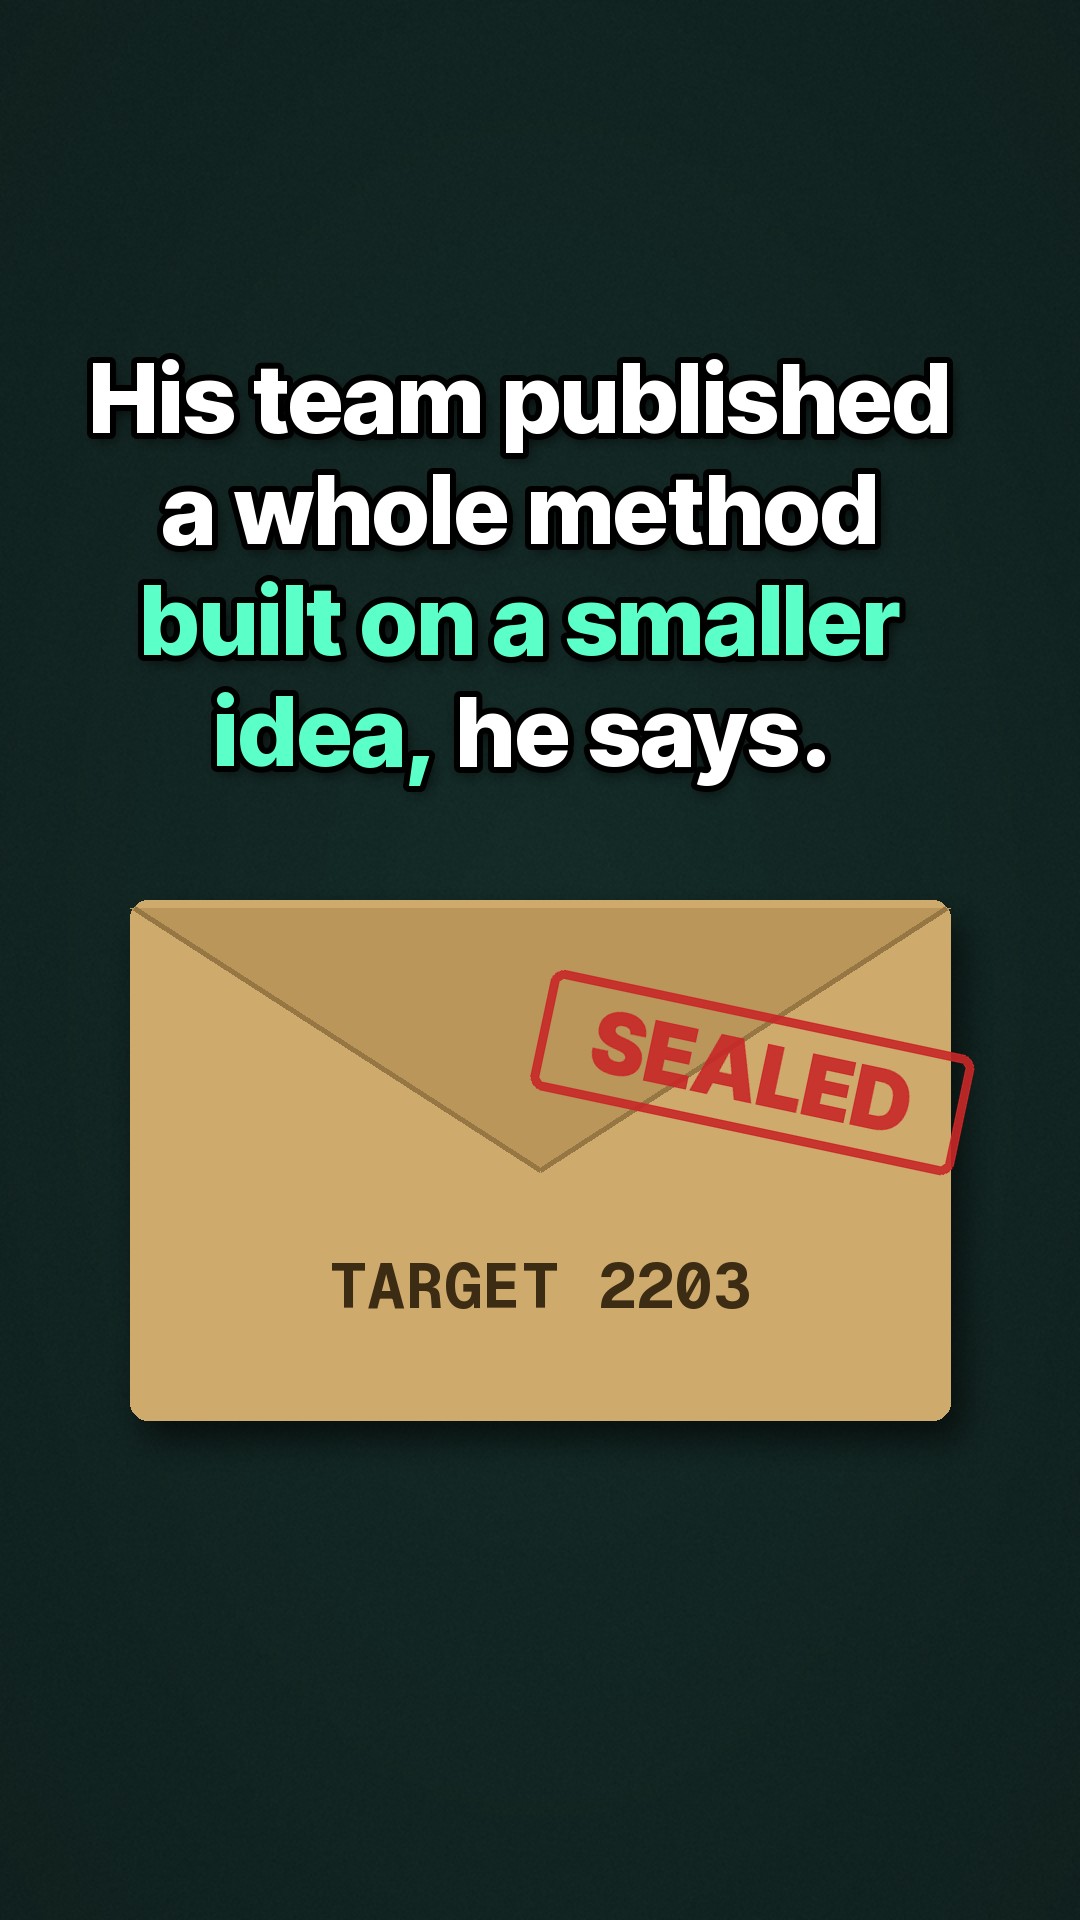 His team published
a whole method
built on a smaller
idea, he says.
SEALED
TARGET 2203